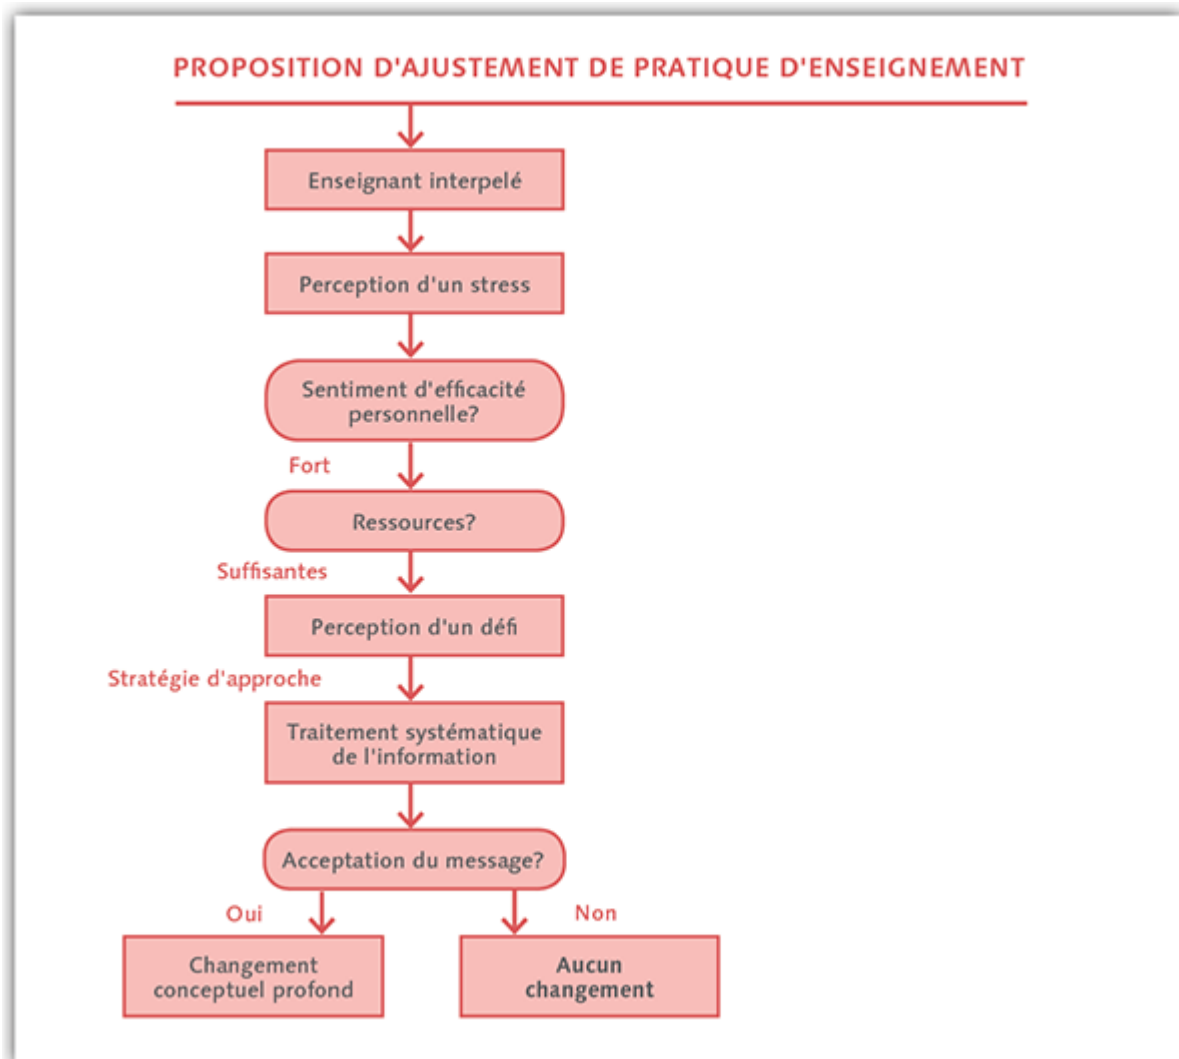 PROPOSITION D'AJUSTEMENT DE PRATIQUE D'ENSEIGNEMENT
Enseignant interpelé
Perception d'un stress
Sentiment d'efficacité
personnelle?
Fort
Ressources?
Suffisantes
Perception d'un défi
Stratégie d'approche
Traitement systématique
de l'information
Acceptation du message?
Oui
Non
Changement
conceptuel profond
Aucun
changement